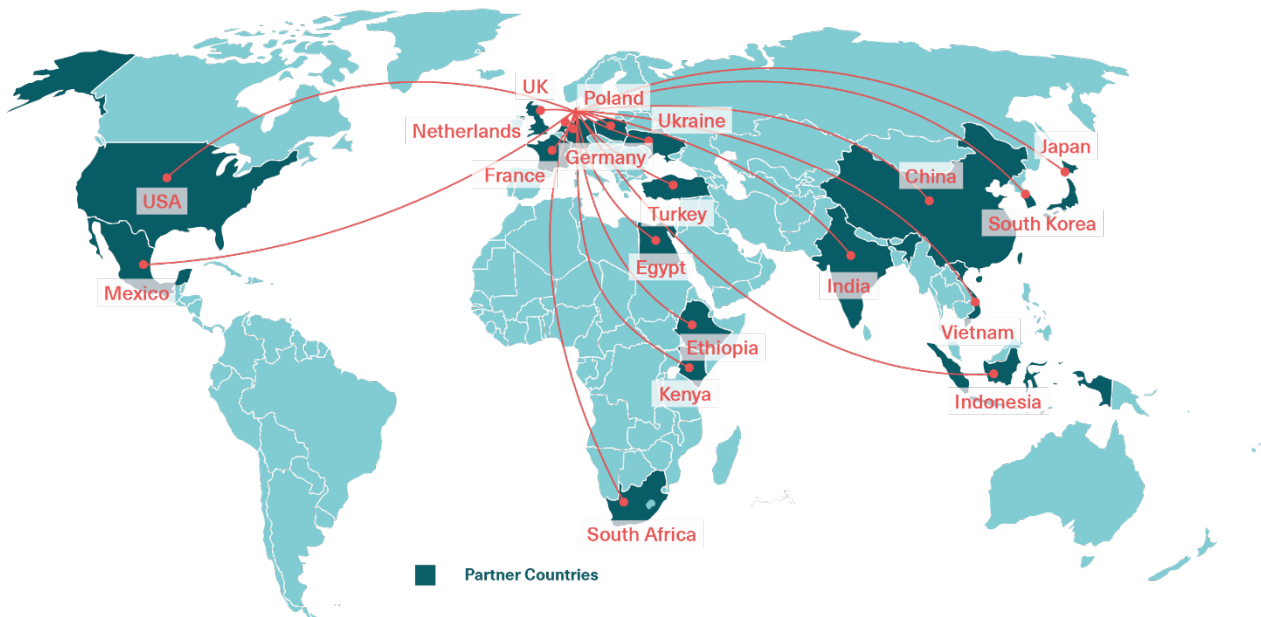 UK
Poland
Netherlands
Ukraine
Germany
France
Japan
China
USA
Turkey
South Korea
Egypt
India
Mexico
Vietnam
Ethiopia
Kenya
Indonesia
South Africa
Partner Countries